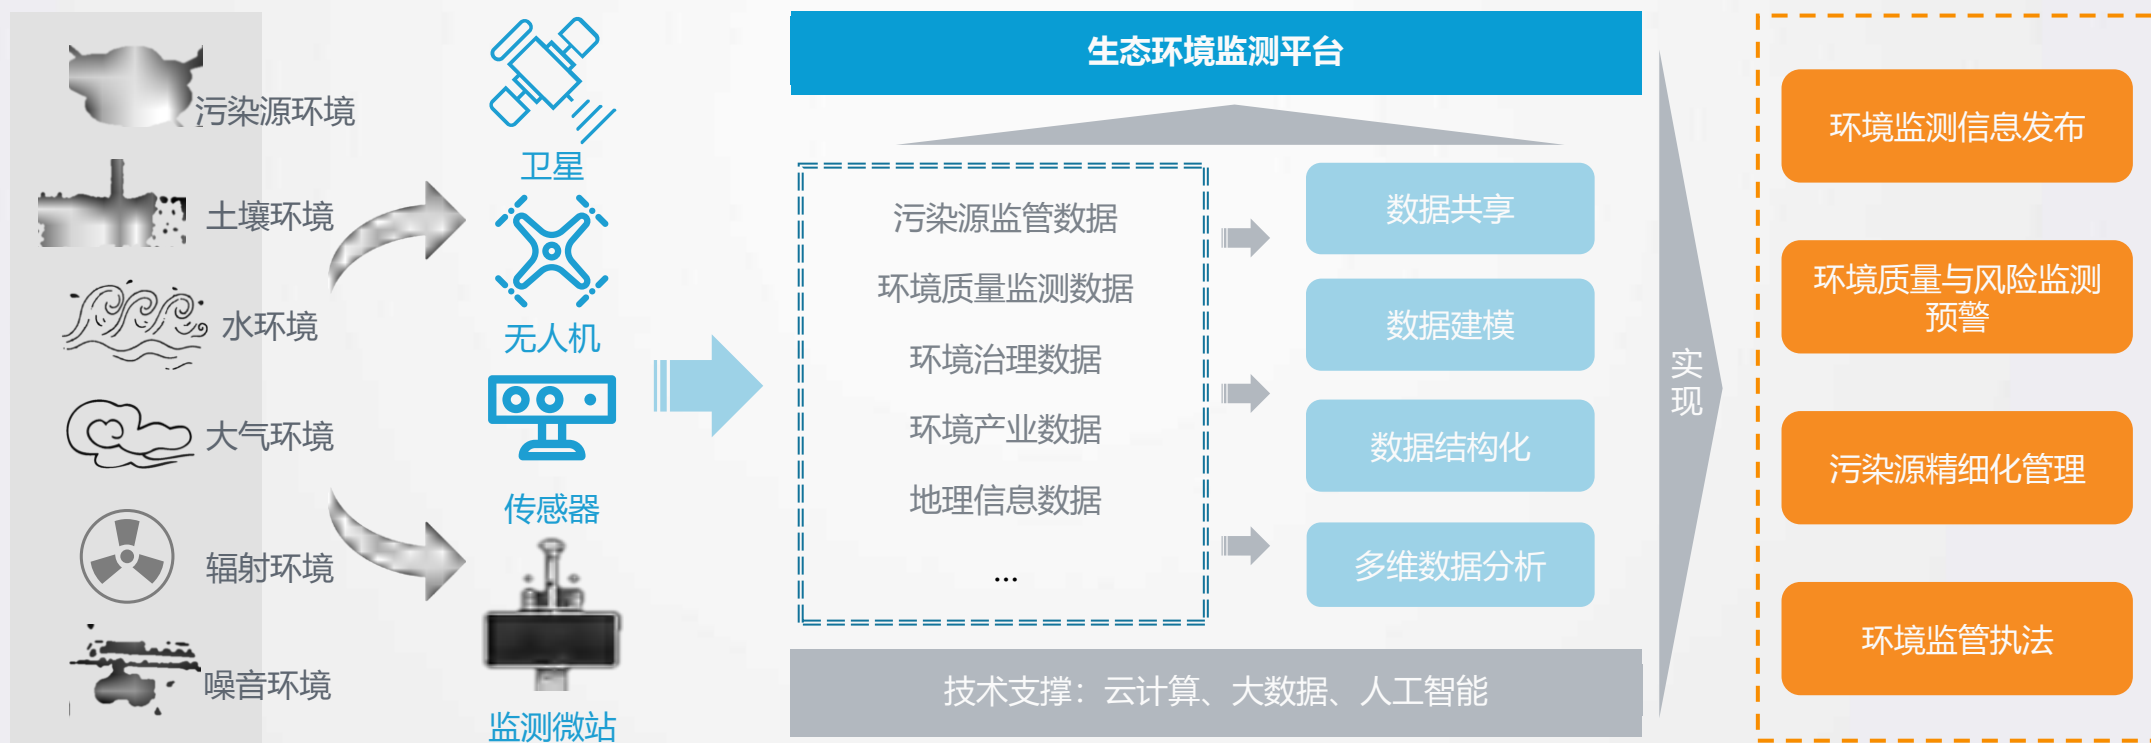 污染源环境
土壤环境
水环境
大气环境
辐射环境
噪音环境
卫星
无人机
传感器
监测微站
生态环境监测平台
污染源监管数据
环境质量监测数据
环境治理数据
环境产业数据
地理信息数据
...
数据共享
数据建模
数据结构化
多维数据分析
技术支撑：云计算、大数据、人工智能
实
现
环境监测信息发布
环境质量与风险监测
预警
污染源精细化管理
环境监管执法